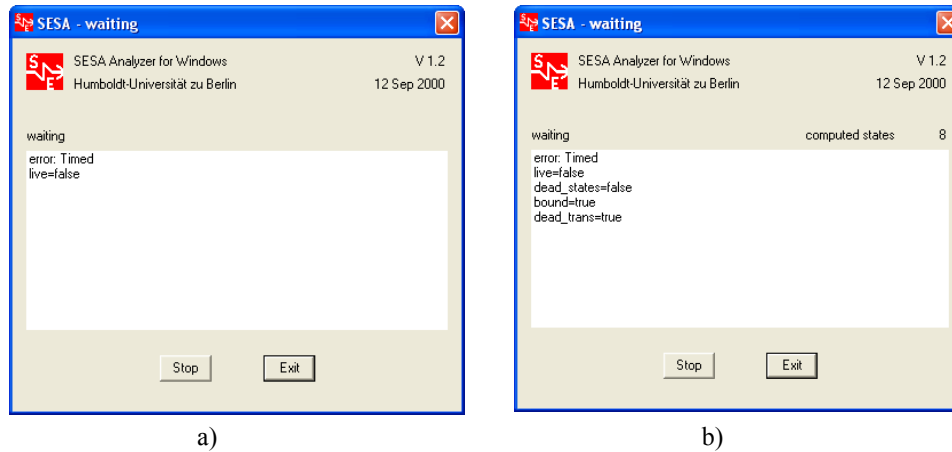 SESA - waiting
SESA Analyzer for Windows V 1.2
Humboldt-Universität zu Berlin 12 Sep 2000
waiting
error: Timed
live=false
Stop Exit
a)
SESA - waiting
SESA Analyzer for Windows V 1.2
Humboldt-Universität zu Berlin 12 Sep 2000
waiting computed states 8
error: Timed
live=false
dead_states=false
bound=true
dead_trans=true
Stop Exit
b)